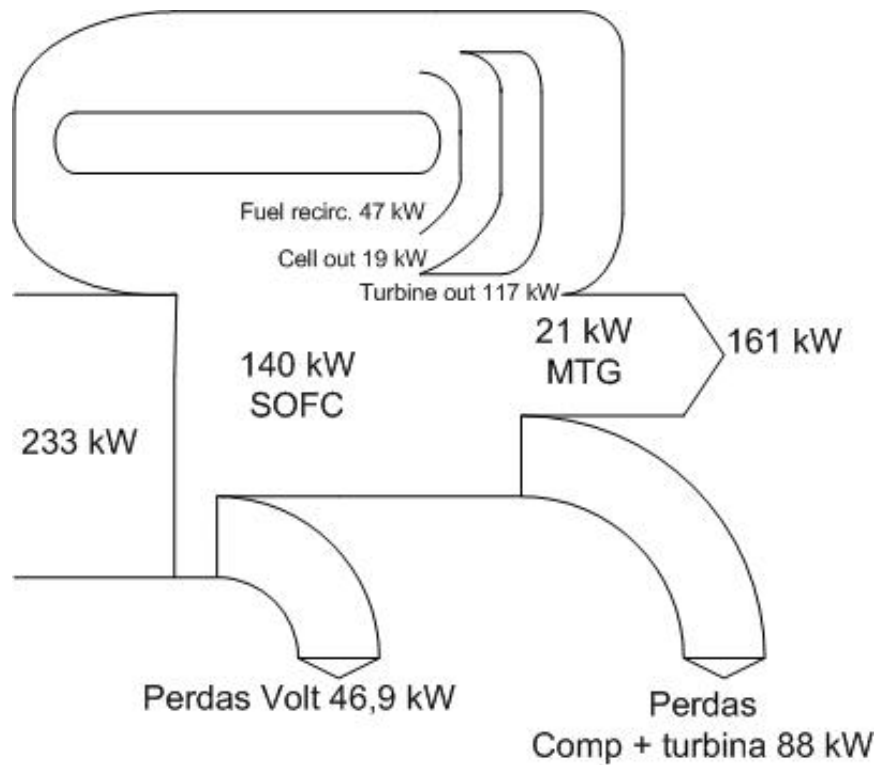 Fuel recirc. 47 kW
Cell out 19 kW
Turbine out 117 kW
140 kW
SOFC
21 kW
MTG
161 kW
233 kW
Perdas Volt 46,9 kW
Perdas
Comp + turbina 88 kW